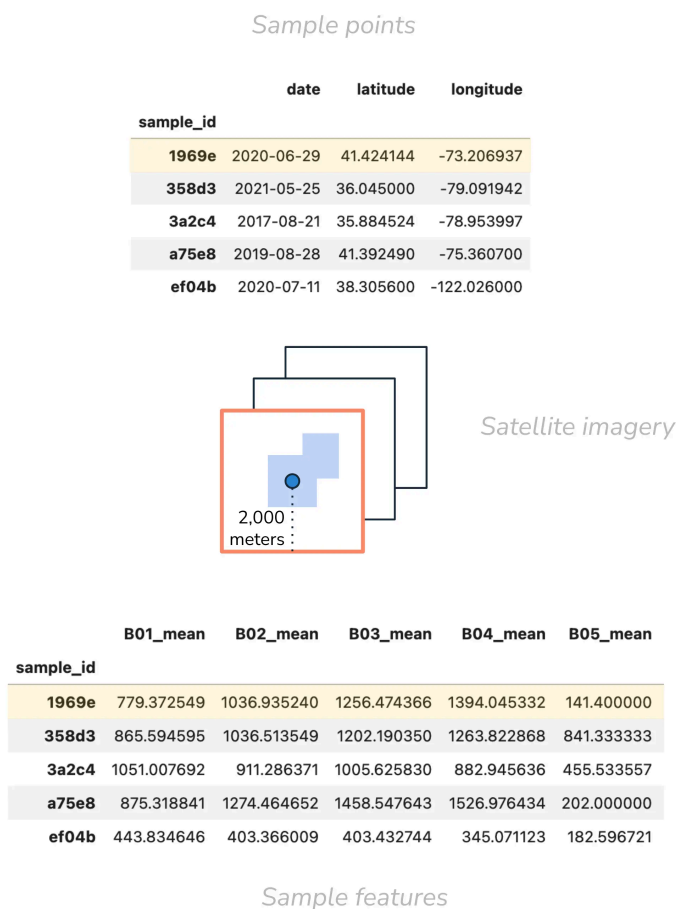 Sample points
date latitude longitude
sample_id
1969e 2020-06-29 41.424144 -73.206937
358d3 2021-05-25 36.045000 -79.091942
3a2c4 2017-08-21 35.884524 -78.953997
a75e8 2019-08-28 41.392490 -75.360700
ef04b 2020-07-11 38.305600 -122.026000
Satellite imagery
2,000
meters
B01_mean B02_mean B03_mean B04_mean B05_mean
sample_id
1969e 779.372549 1036.935240 1256.474366 1394.045332 141.400000
358d3 865.594595 1036.513549 1202.190350 1263.822868 841.333333
3a2c4 1051.007692 911.286371 1005.625830 882.945636 455.533557
a75e8 875.318841 1274.464652 1458.547643 1526.976434 202.000000
ef04b 443.834646 403.366009 403.432744 345.071123 182.596721
Sample features